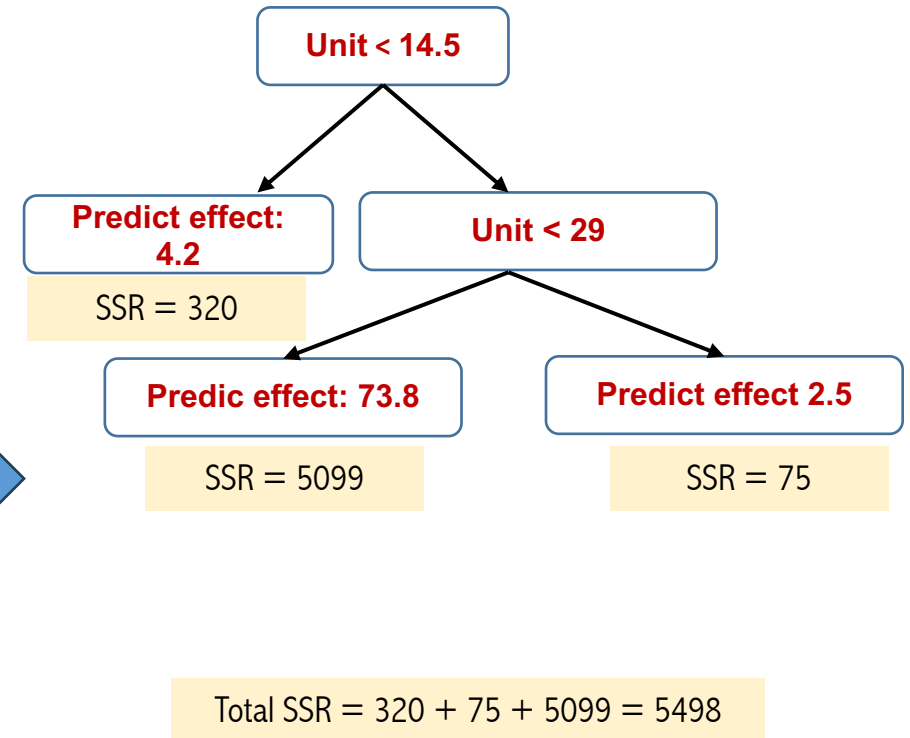 Unit < 14.5
Predict effect:
4.2
Unit < 29
SSR = 320
Predic effect: 73.8
Predict effect 2.5
SSR = 5099
SSR = 75
Total SSR = 320 + 75 + 5099 = 5498